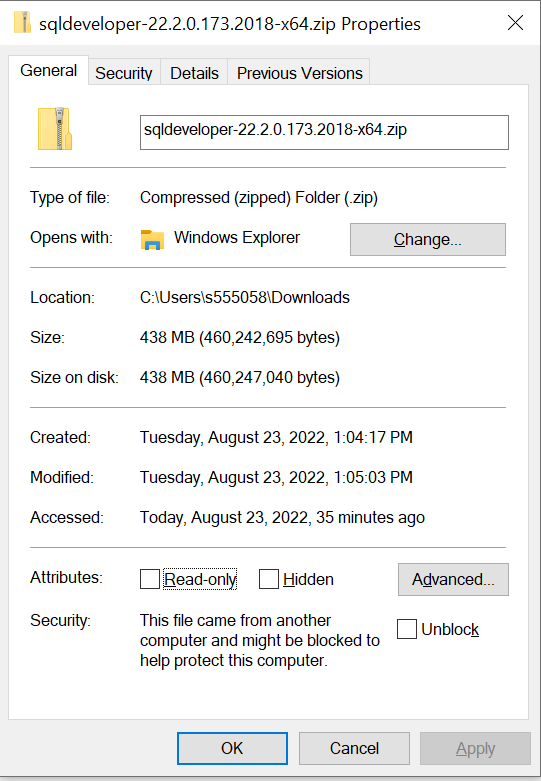 sqldeveloper-22.2.0.173.2018-x64.zip Properties
General Security Details Previous Versions
sqldeveloper-22.2.0.173.2018-x64.zip
Type of file: Compressed (zipped) Folder (.zip)
Opens with: Windows Explorer Change...
Location: C:\Users\s555058\Downloads
Size: 438 MB (460,242,695 bytes)
Size on disk: 438 MB (460,247,040 bytes)
Created: Tuesday, August 23, 2022, 1:04:17 PM
Modified: Tuesday, August 23, 2022, 1:05:03 PM
Accessed: Today, August 23, 2022, 35 minutes ago
Attributes: Read-only Hidden Advanced...
Security: This file came from another
computer and might be blocked to Unblock
help protect this computer.
OK Cancel Apply